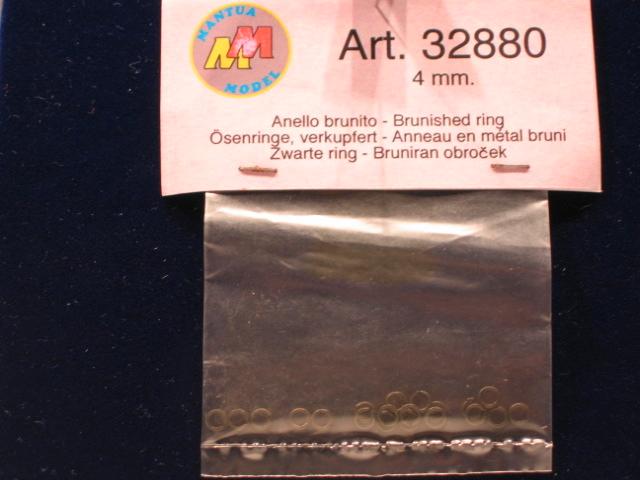 MANTUA
MM
MODEL
Art. 32880
4 mm.
Anello brunito - Brunished ring
Ösenringe, verkupfert - Anneau en métal bruni
Zwarte ring - Bruniran obroček